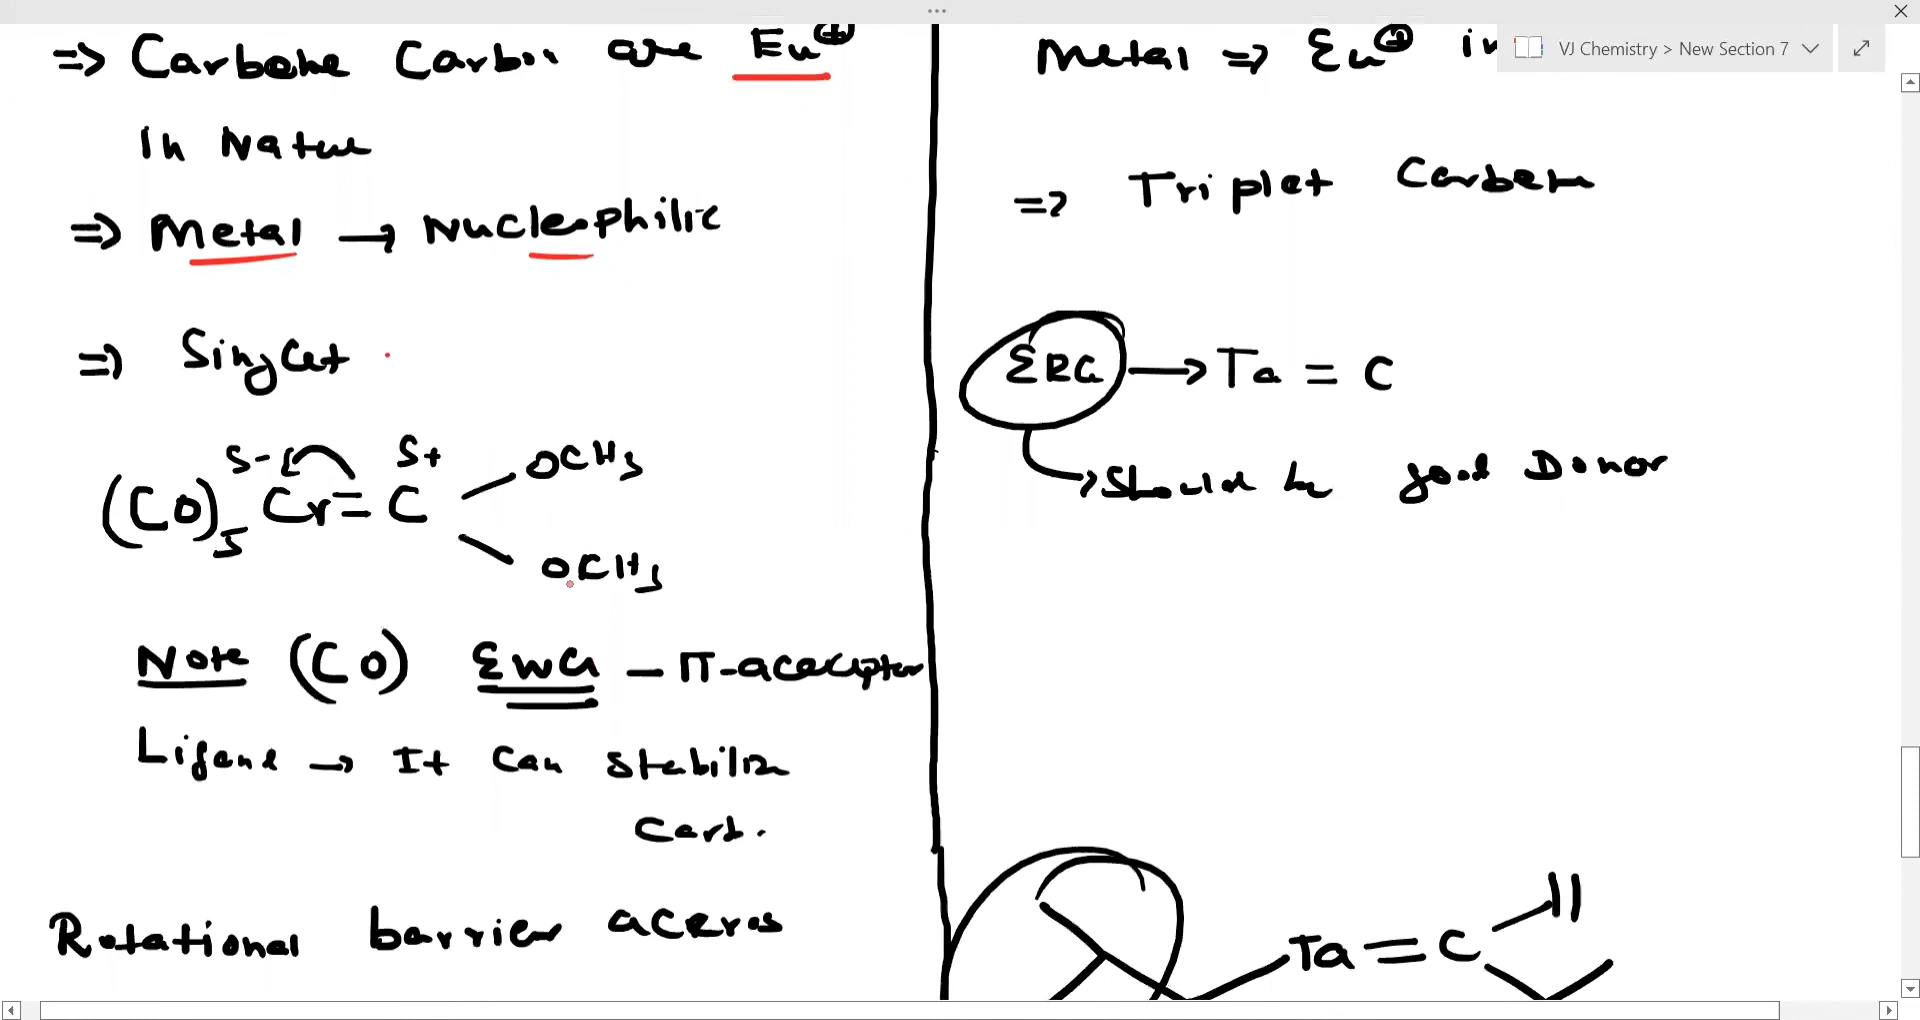 VJ Chemistry > New Section 7
=> Carbene Carbon are Eu⊕
In Nature
=> Metal → Nucleophilic
=> Singlet
(CO)5 Cr = C
δ- δ+
OCH3
OCH3
Note (CO) EWG - π-acceptor
Ligand → It can stabilize
Carb.
Rotational barrier across
Metal => Eu⊕ in
=> Triplet Carbene
ERG → Ta = C
→ Should be good Donor
Ta = C
H